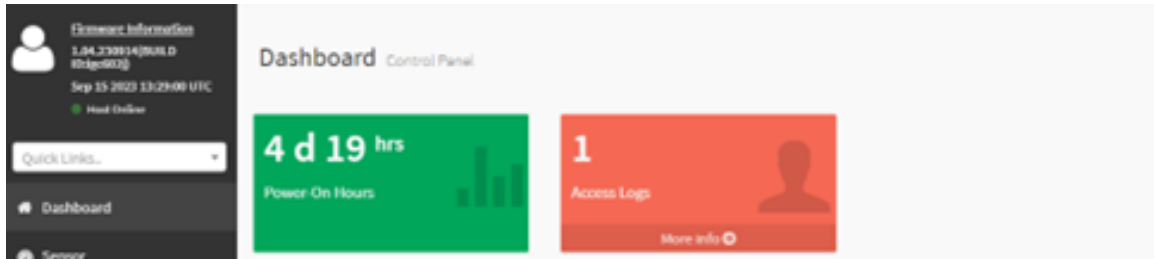 Firmware Information
1.04.230914(BUILD
Sep 15 2023 13:29:00 UTC
Host Online
Quick Links...
Dashboard
Sensor
Dashboard Control Panel
4 d 19 hrs
Power-On Hours
1
Access Logs
More info